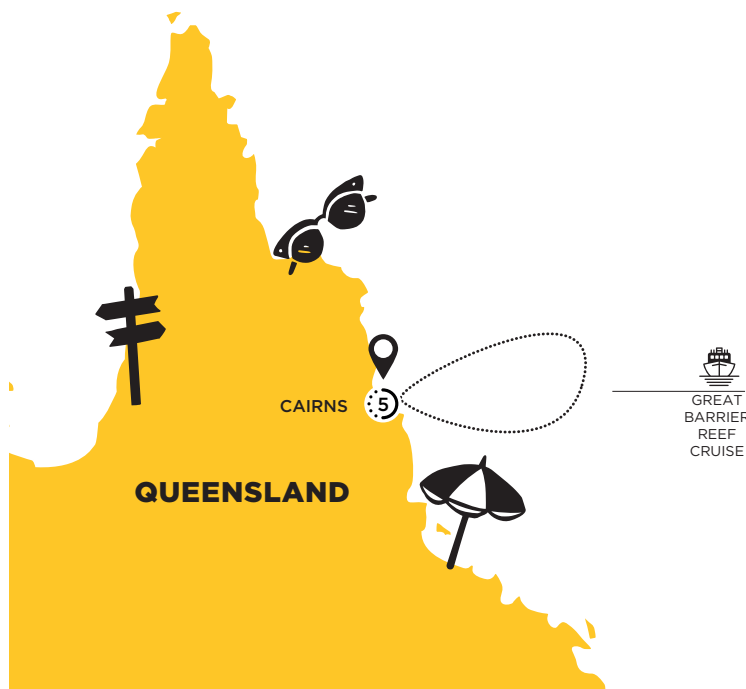 CAIRNS
5
QUEENSLAND
GREAT
BARRIER
REEF
CRUISE